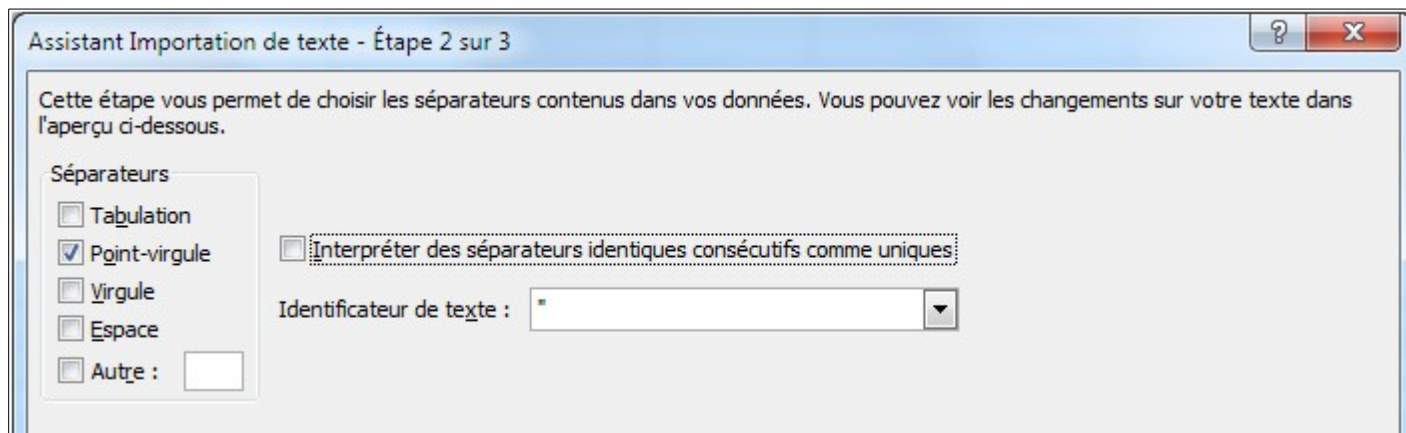 Assistant Importation de texte - Étape 2 sur 3
Cette étape vous permet de choisir les séparateurs contenus dans vos données. Vous pouvez voir les changements sur votre texte dans
l'aperçu ci-dessous.
Séparateurs
Tabulation
Point-virgule
Virgule
Espace
Autre :
Interpréter des séparateurs identiques consécutifs comme uniques
Identificateur de texte : "